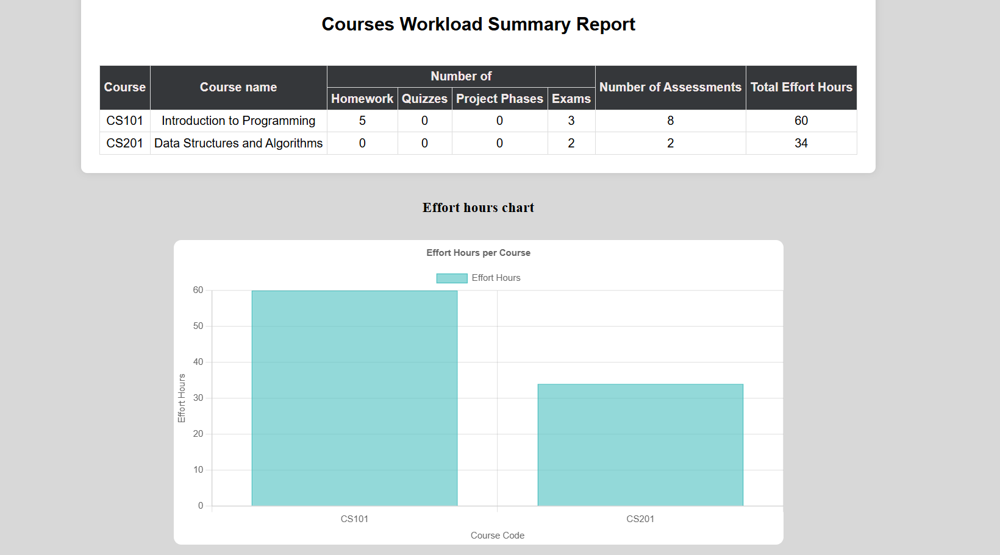 Courses Workload Summary Report
Course Course name Number of Number of Assessments Total Effort Hours
Homework Quizzes Project Phases Exams
CS101 Introduction to Programming 5 0 0 3 8 60
CS201 Data Structures and Algorithms 0 0 0 2 2 34
Effort hours chart
Effort Hours per Course
Effort Hours
60
50
40
30
20
10
0
Effort Hours
CS101 CS201
Course Code